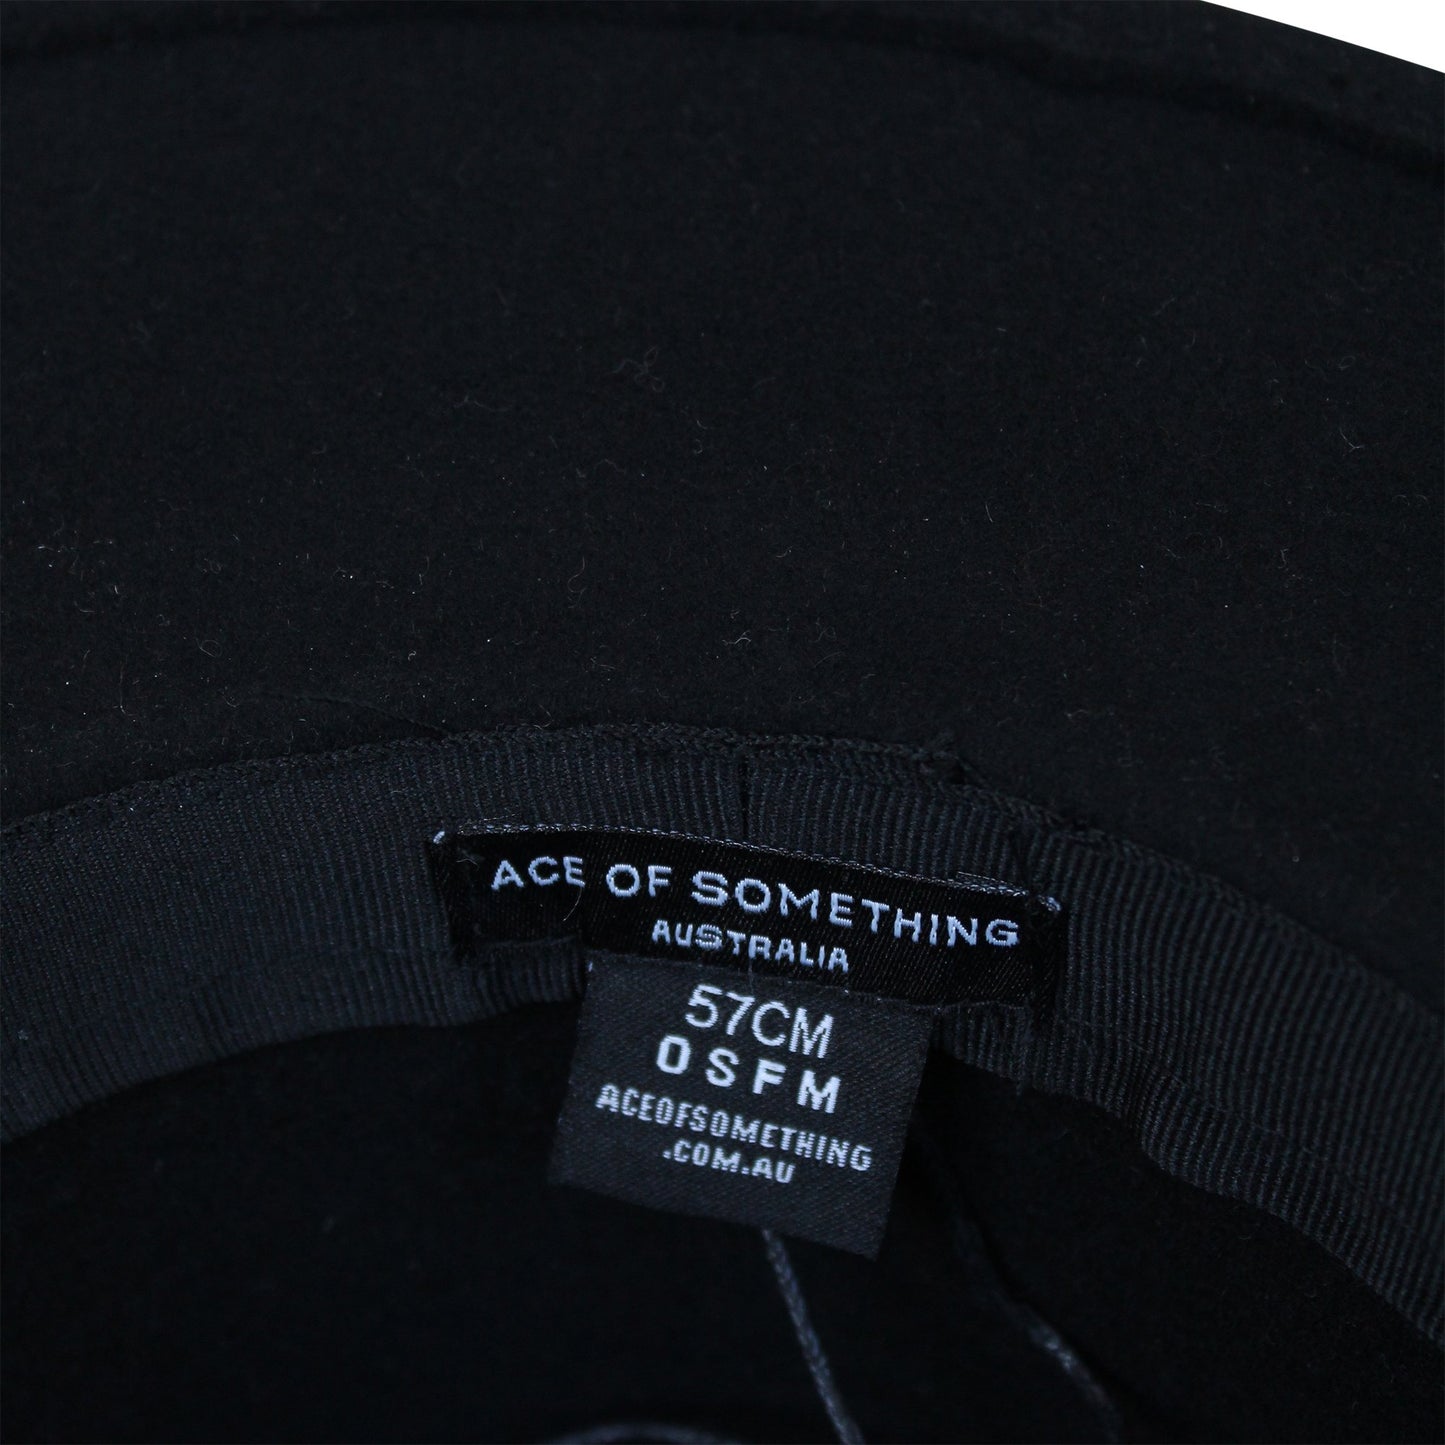 ACE OF SOMETHING
AUSTRALIA
57CM
OSFM
ACEOFSOMETHING
.COM.AU